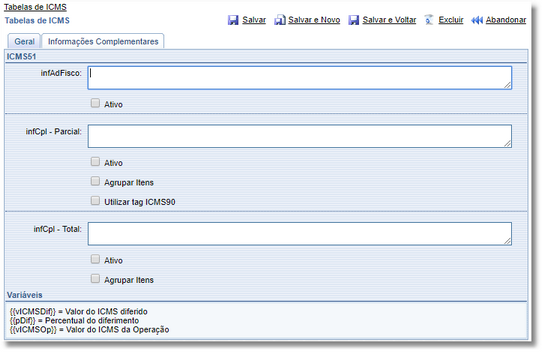 Tabelas de ICMS
Tabelas de ICMS Salvar Salvar e Novo Salvar e Voltar Excluir Abandonar
Geral Informações Complementares
ICMS51
infAdFisco:
Ativo
infCpl - Parcial:
Ativo
Agrupar Itens
Utilizar tag ICMS90
infCpl - Total:
Ativo
Agrupar Itens
Variáveis
{{vICMSDif}} = Valor do ICMS diferido
{{pDif}} = Percentual do diferimento
{{vICMSOp}} = Valor do ICMS da Operação